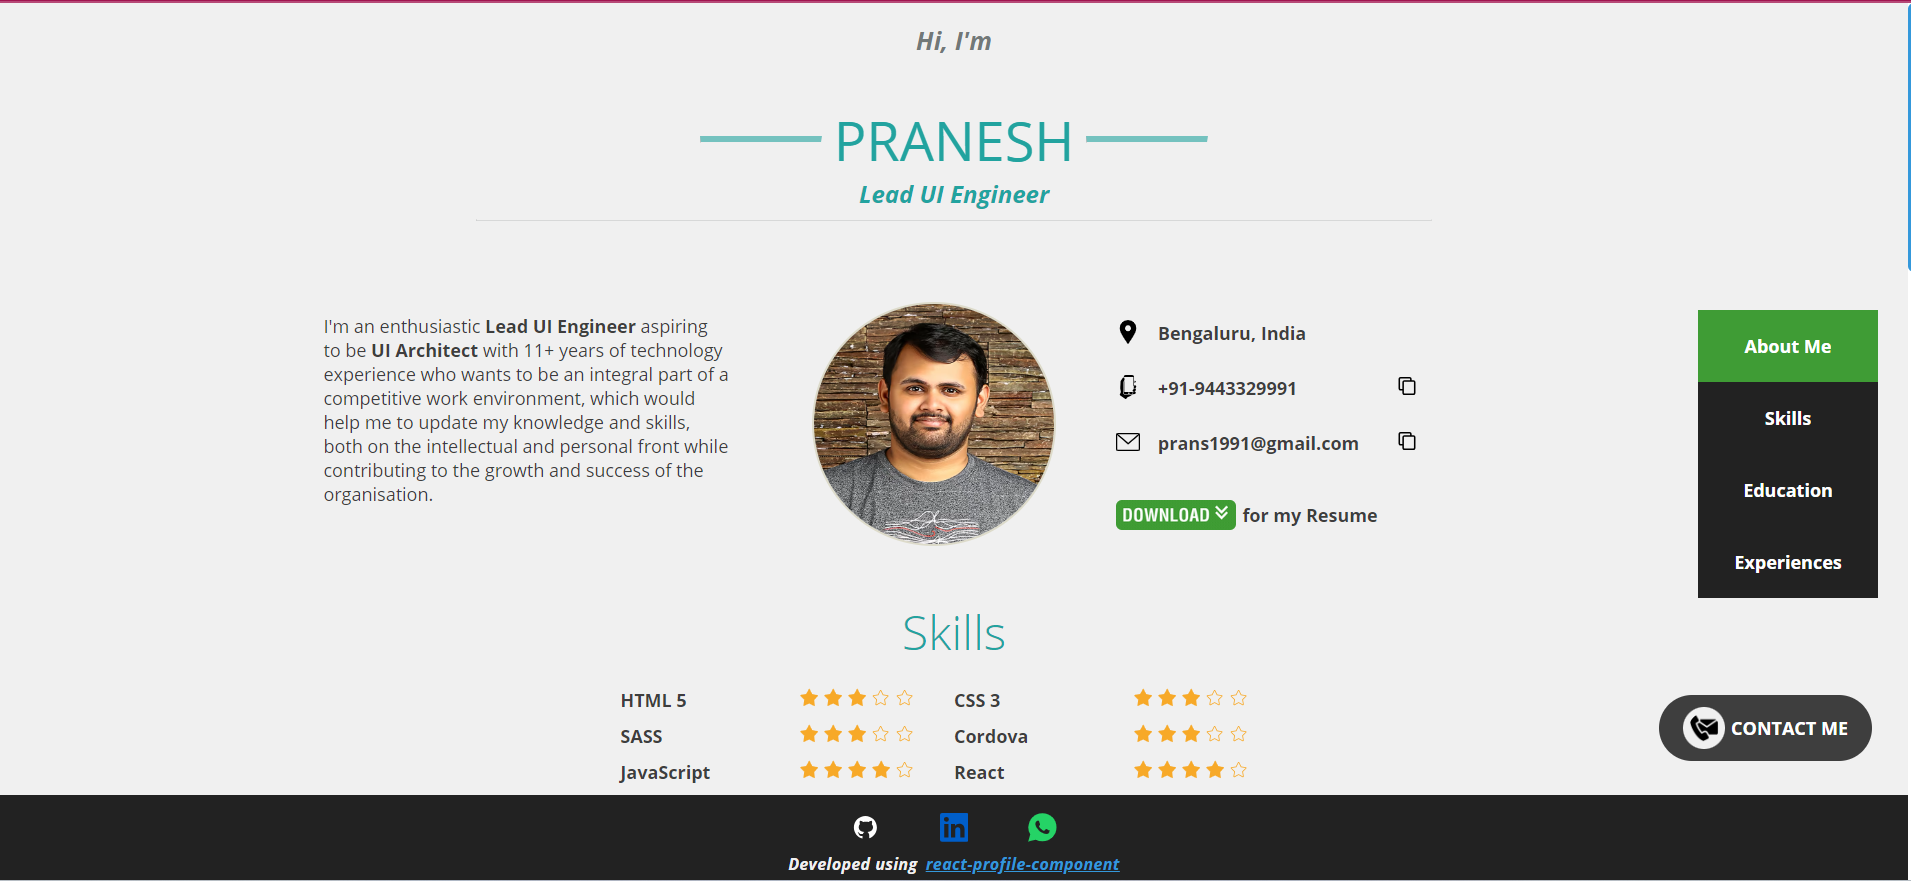 Hi, I'm
PRANESH
Lead UI Engineer
I'm an enthusiastic Lead UI Engineer aspiring
to be UI Architect with 11+ years of technology
experience who wants to be an integral part of a
competitive work environment, which would
help me to update my knowledge and skills,
both on the intellectual and personal front while
contributing to the growth and success of the
organisation.
Bengaluru, India
+91-9443329991
prans1991@gmail.com
DOWNLOAD for my Resume
About Me
Skills
Education
Experiences
Skills
HTML 5 CSS 3
SASS Cordova
JavaScript React
CONTACT ME
in
Developed using react-profile-component